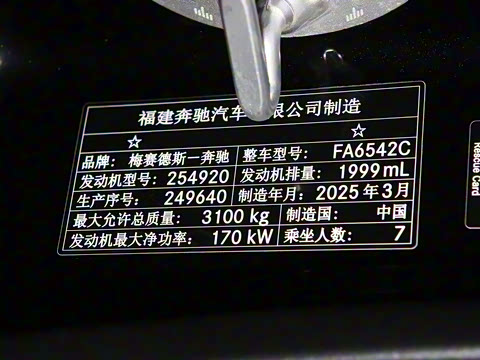 福建奔驰汽车 限公司制造
☆ ☆
品牌: 梅赛德斯—奔驰 整车型号: FA6542C
发动机型号: 254920 发动机排量: 1999mL
生产序号: 249640 制造年月: 2025年3月
最大允许总质量: 3100 kg 制造国: 中国
发动机最大净功率: 170 kW 乘坐人数: 7
Rescue Card